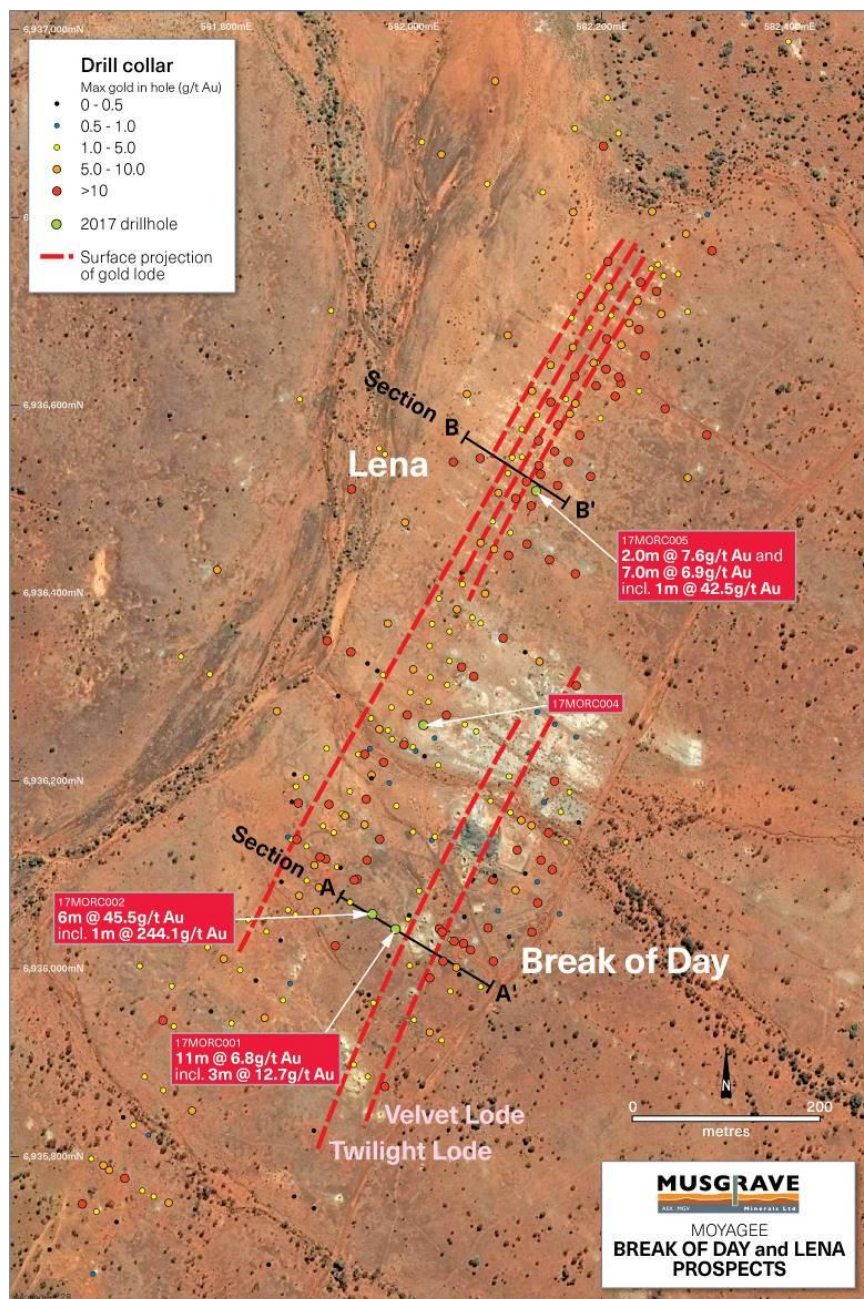 6,937,000mN
581,800mE
582,000mE
582,200mE
582,400mE
Drill collar
Max gold in hole (g/t Au)
0 - 0.5
0.5 - 1.0
1.0 - 5.0
5.0 - 10.0
>10
2017 drillhole
Surface projection
of gold lode
6,936,600mN
Section
B
Lena
B'
17MORC005
2.0m @ 7.6g/t Au and
7.0m @ 6.9g/t Au
incl. 1m @ 42.5g/t Au
6,936,400mN
17MORC004
6,936,200mN
Section
A
17MORC002
6m @ 45.5g/t Au
incl. 1m @ 244.1g/t Au
6,936,000mN
Break of Day
A'
17MORC001
11m @ 6.8g/t Au
incl. 3m @ 12.7g/t Au
N
0 200
metres
Velvet Lode
Twilight Lode
6,935,800mN
MUSGRAVE
ASX : MGV Minerals Ltd
MOYAGEE
BREAK OF DAY and LENA
PROSPECTS